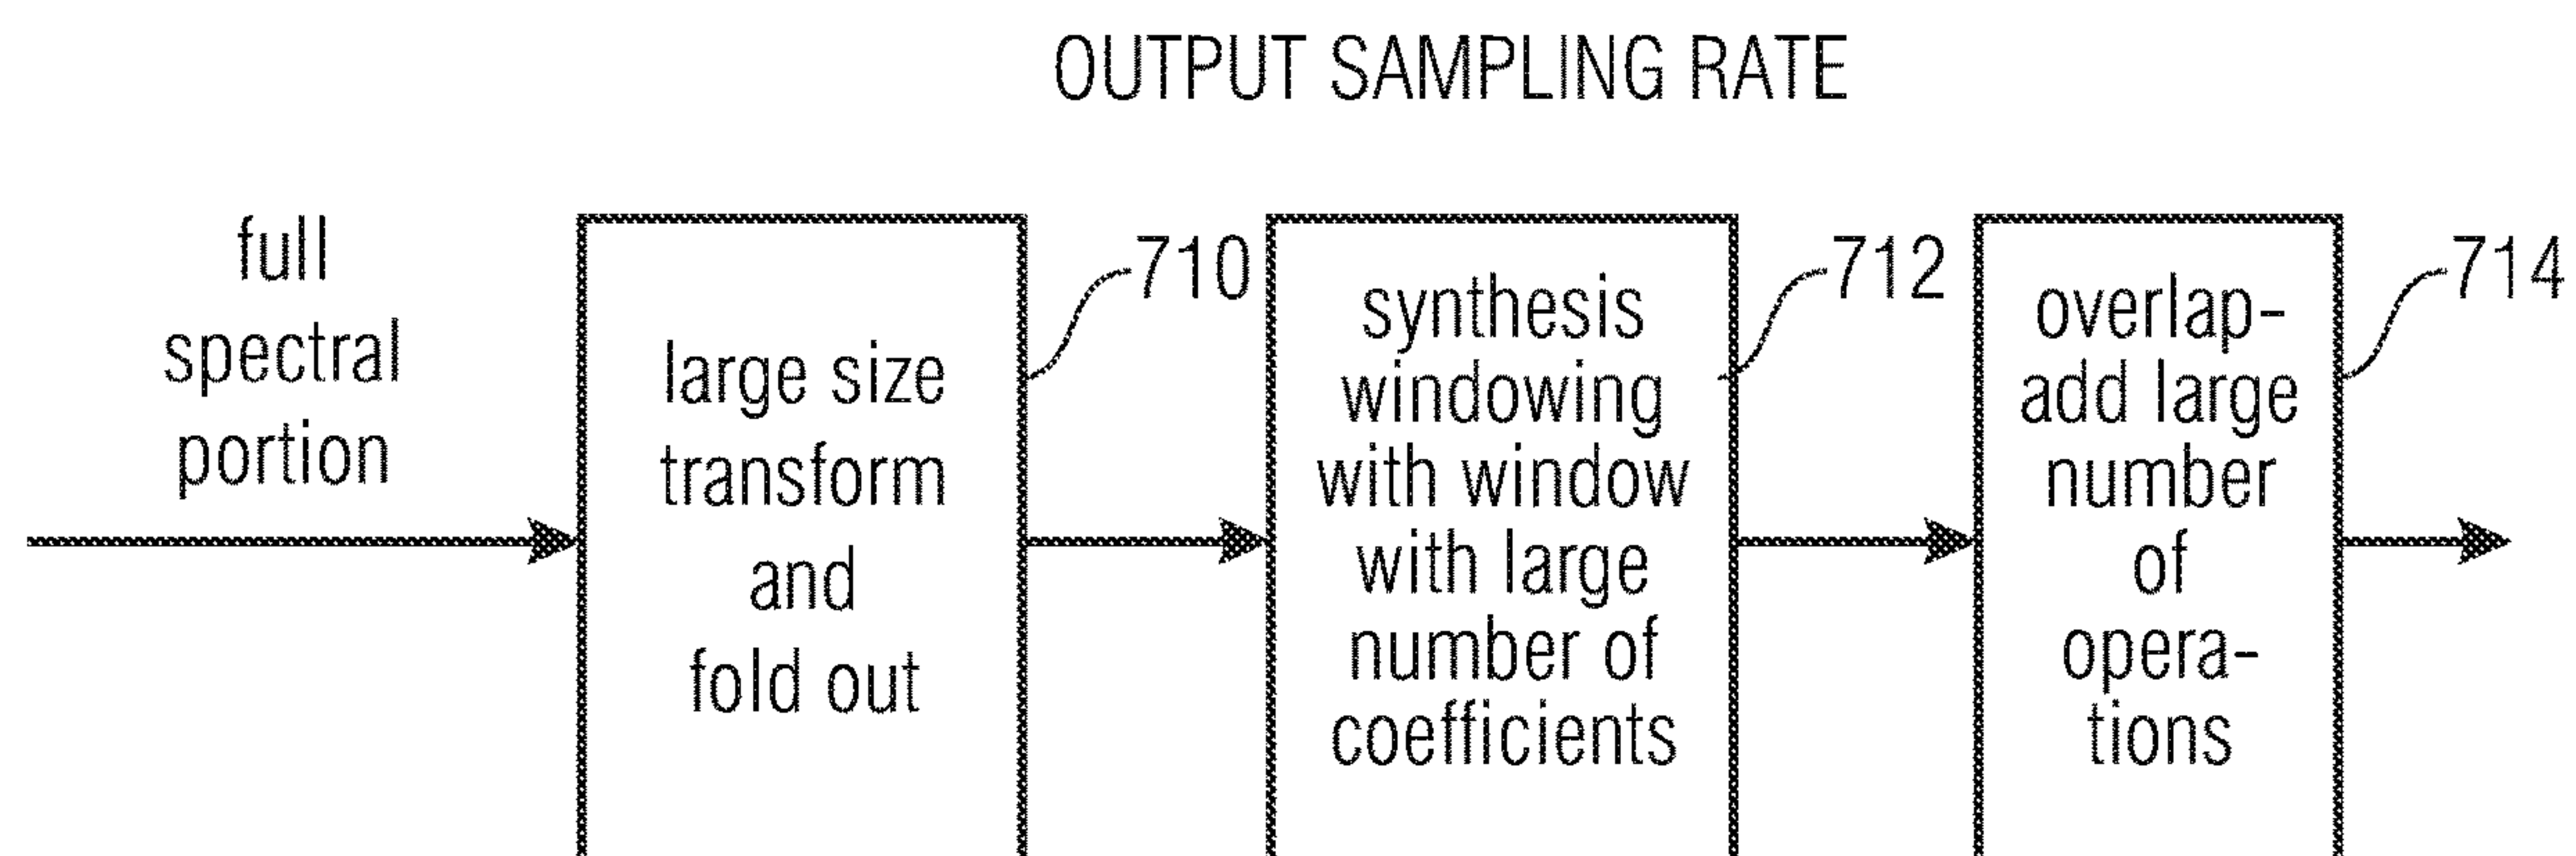 OUTPUT SAMPLING RATE
full
spectral
portion
large size
transform
and
fold out
710
synthesis
windowing
with window
with large
number of
coefficients
712
overlap-
add large
number
of
opera-
tions
714